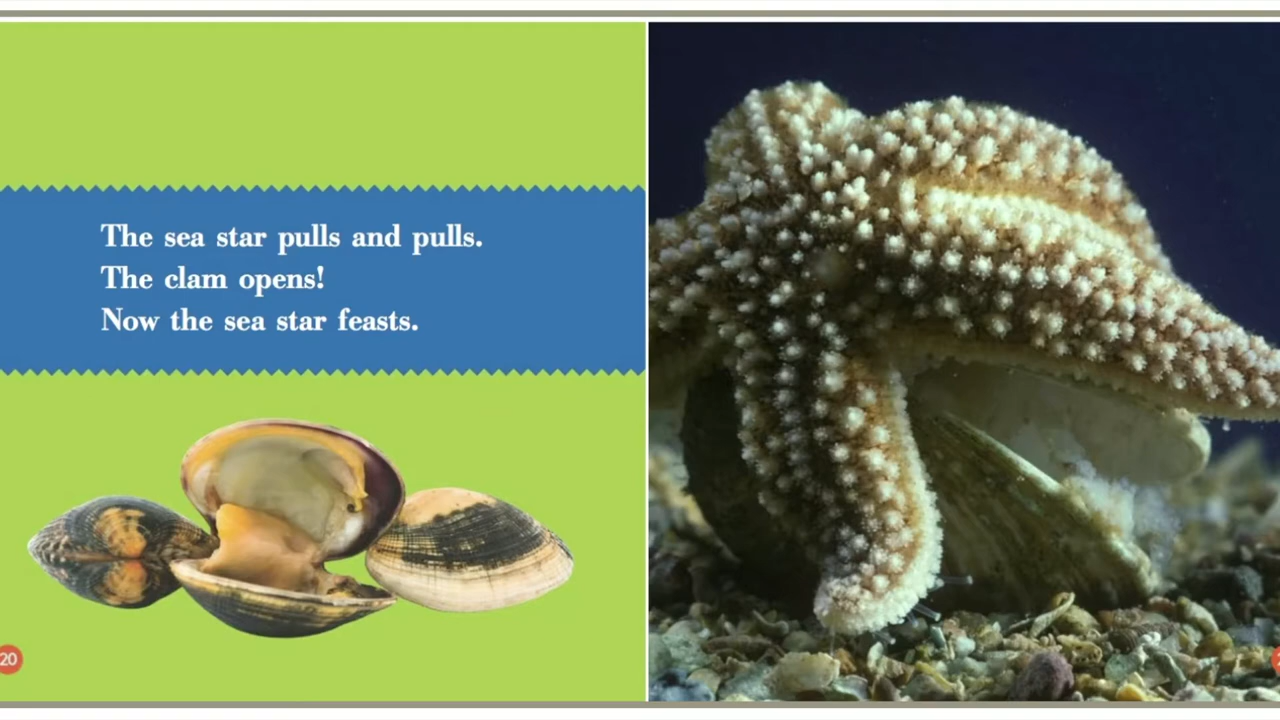 The sea star pulls and pulls.
The clam opens!
Now the sea star feasts.
20